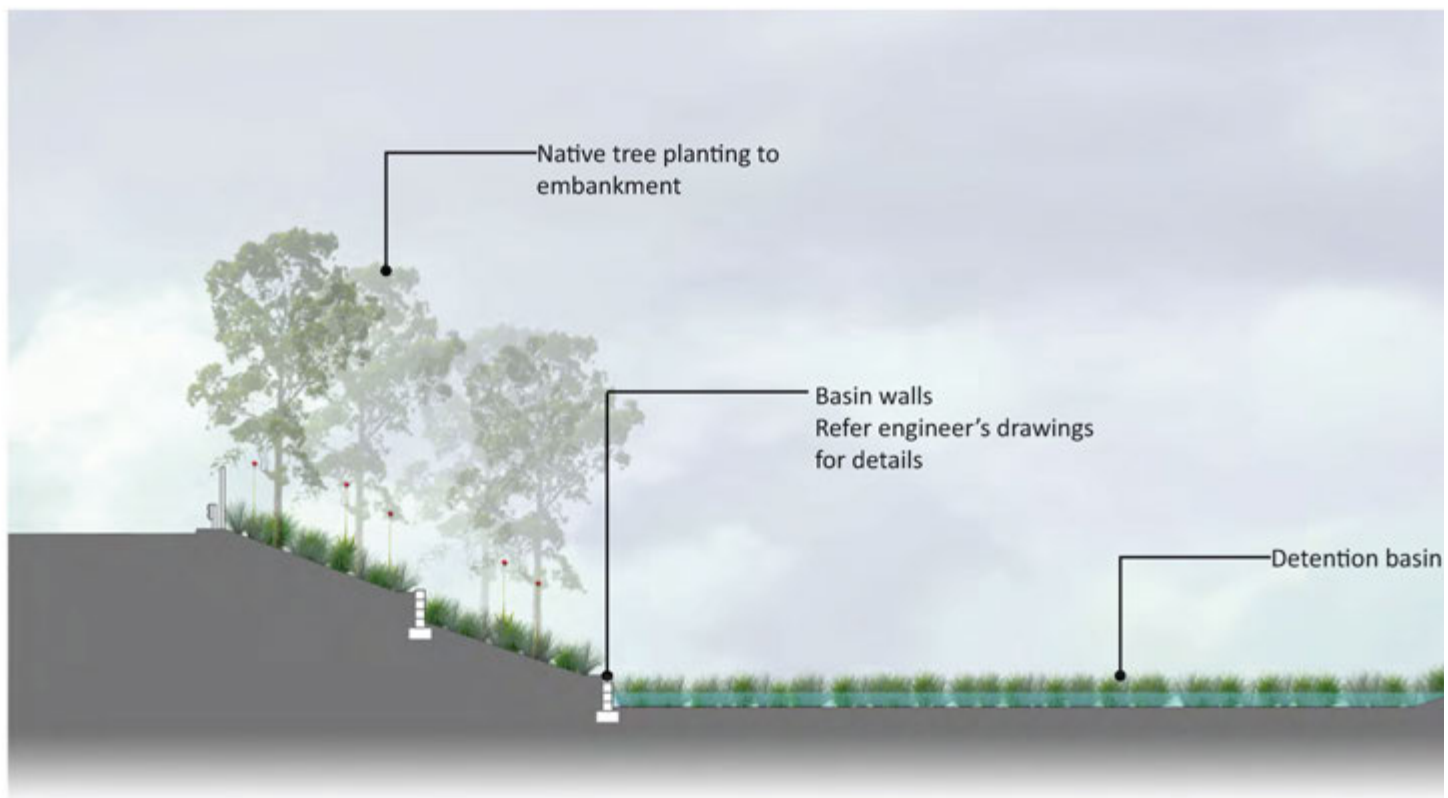 Native tree planting to
embankment
Basin walls
Refer engineer’s drawings
for details
Detention basin